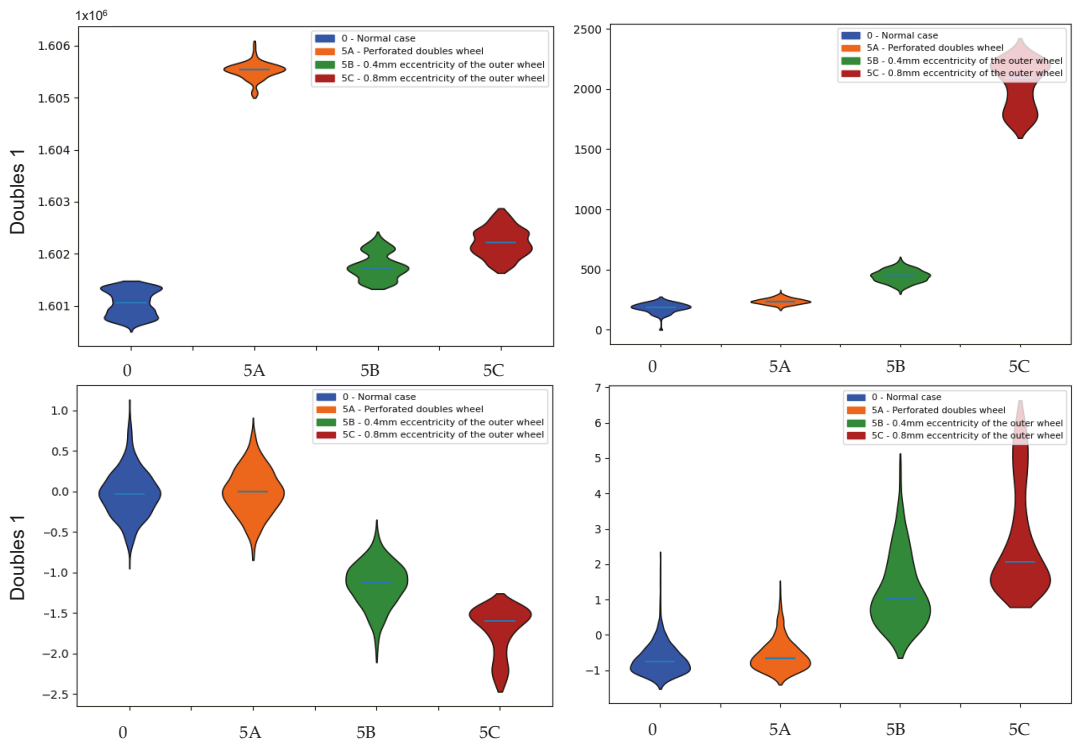 1x10⁶
1.606
1.605
1.604
1.603
1.602
1.601
Doubles 1
0 - Normal case
5A - Perforated doubles wheel
5B - 0.4mm eccentricity of the outer wheel
5C - 0.8mm eccentricity of the outer wheel
0 5A 5B 5C
2500
2000
1500
1000
500
0
0 - Normal case
5A - Perforated doubles wheel
5B - 0.4mm eccentricity of the outer wheel
5C - 0.8mm eccentricity of the outer wheel
0 5A 5B 5C
1.0
0.5
0.0
−0.5
−1.0
−1.5
−2.0
−2.5
Doubles 1
0 - Normal case
5A - Perforated doubles wheel
5B - 0.4mm eccentricity of the outer wheel
5C - 0.8mm eccentricity of the outer wheel
0 5A 5B 5C
7
6
5
4
3
2
1
0
−1
0 - Normal case
5A - Perforated doubles wheel
5B - 0.4mm eccentricity of the outer wheel
5C - 0.8mm eccentricity of the outer wheel
0 5A 5B 5C